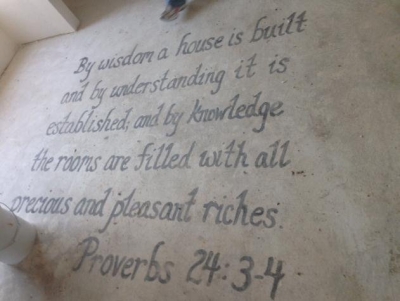 By wisdom a house is built
and by understanding it is
established; and by knowledge
the rooms are filled with all
precious and pleasant riches.
Proverbs 24:3-4